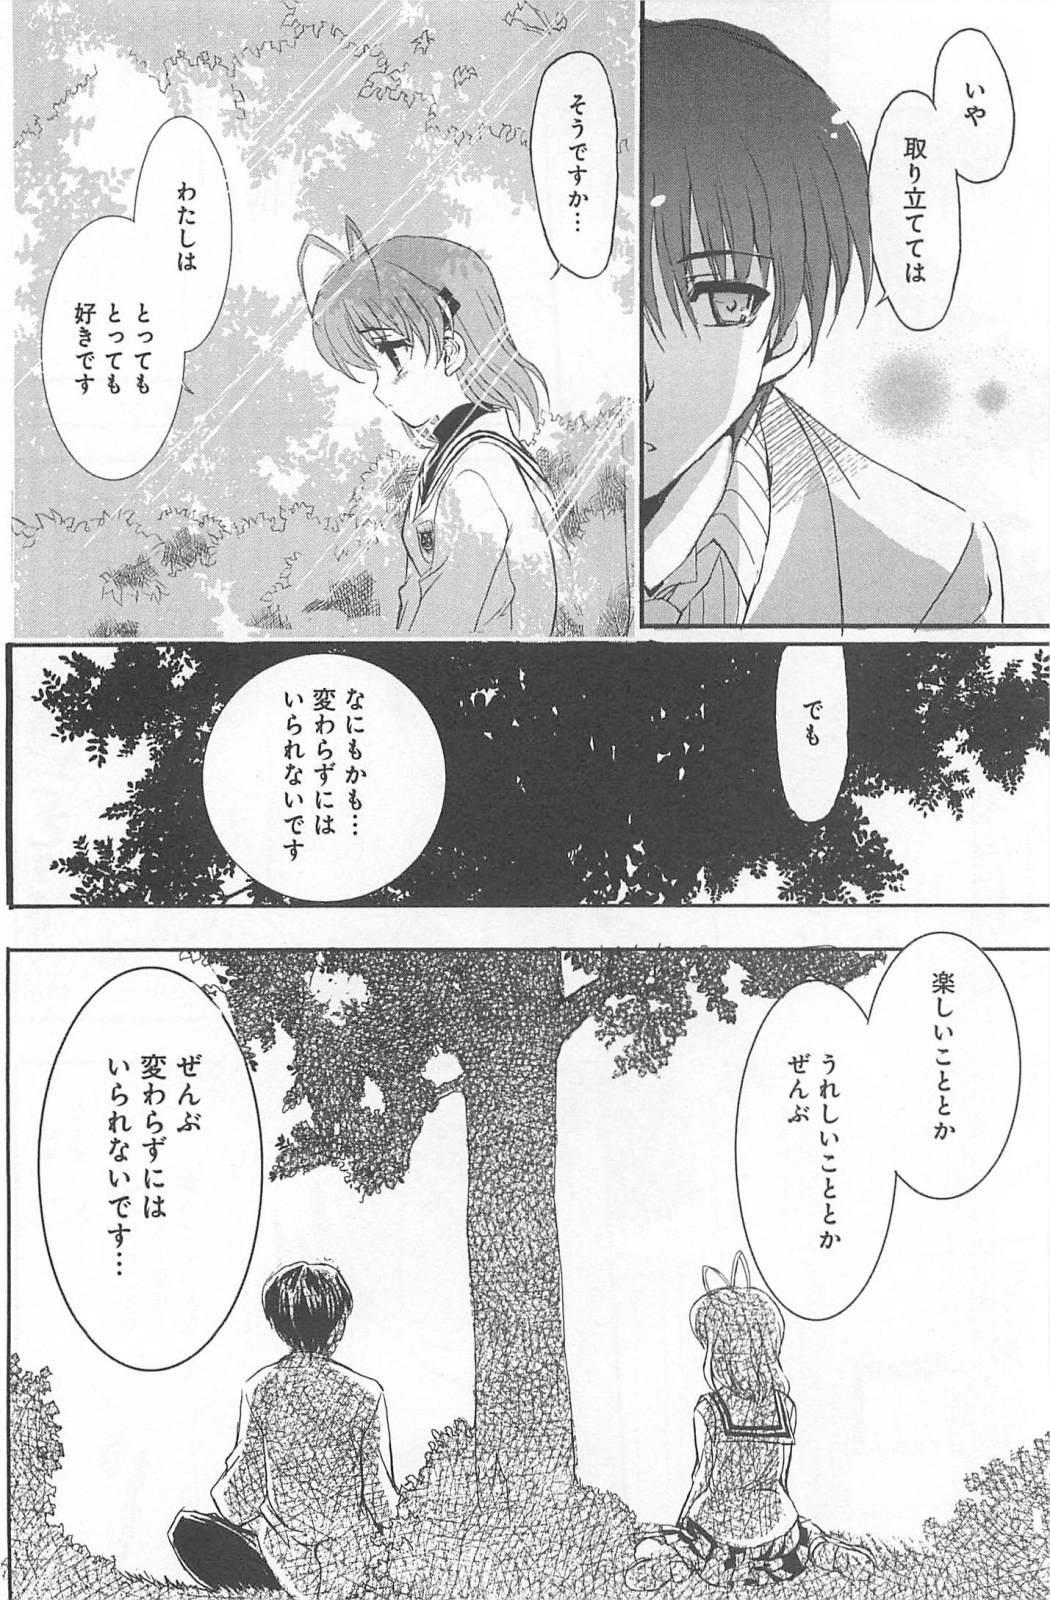 いや
取り立てては
そうですか…
わたしは
とっても
とっても
好きです
でも
なにもかも…
変わらずには
いられないです
楽しいこととか
うれしいこととか
ぜんぶ
ぜんぶ
変わらずには
いられないです…